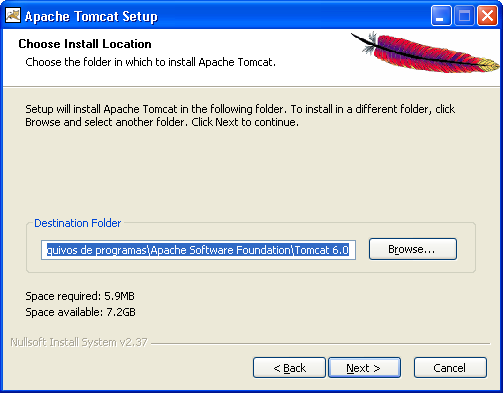 Apache Tomcat Setup
Choose Install Location
Choose the folder in which to install Apache Tomcat.
Setup will install Apache Tomcat in the following folder. To install in a different folder, click
Browse and select another folder. Click Next to continue.
Destination Folder
quivos de programas\Apache Software Foundation\Tomcat 6.0
Browse...
Space required: 5.9MB
Space available: 7.2GB
Nullsoft Install System v2.37
< Back
Next >
Cancel